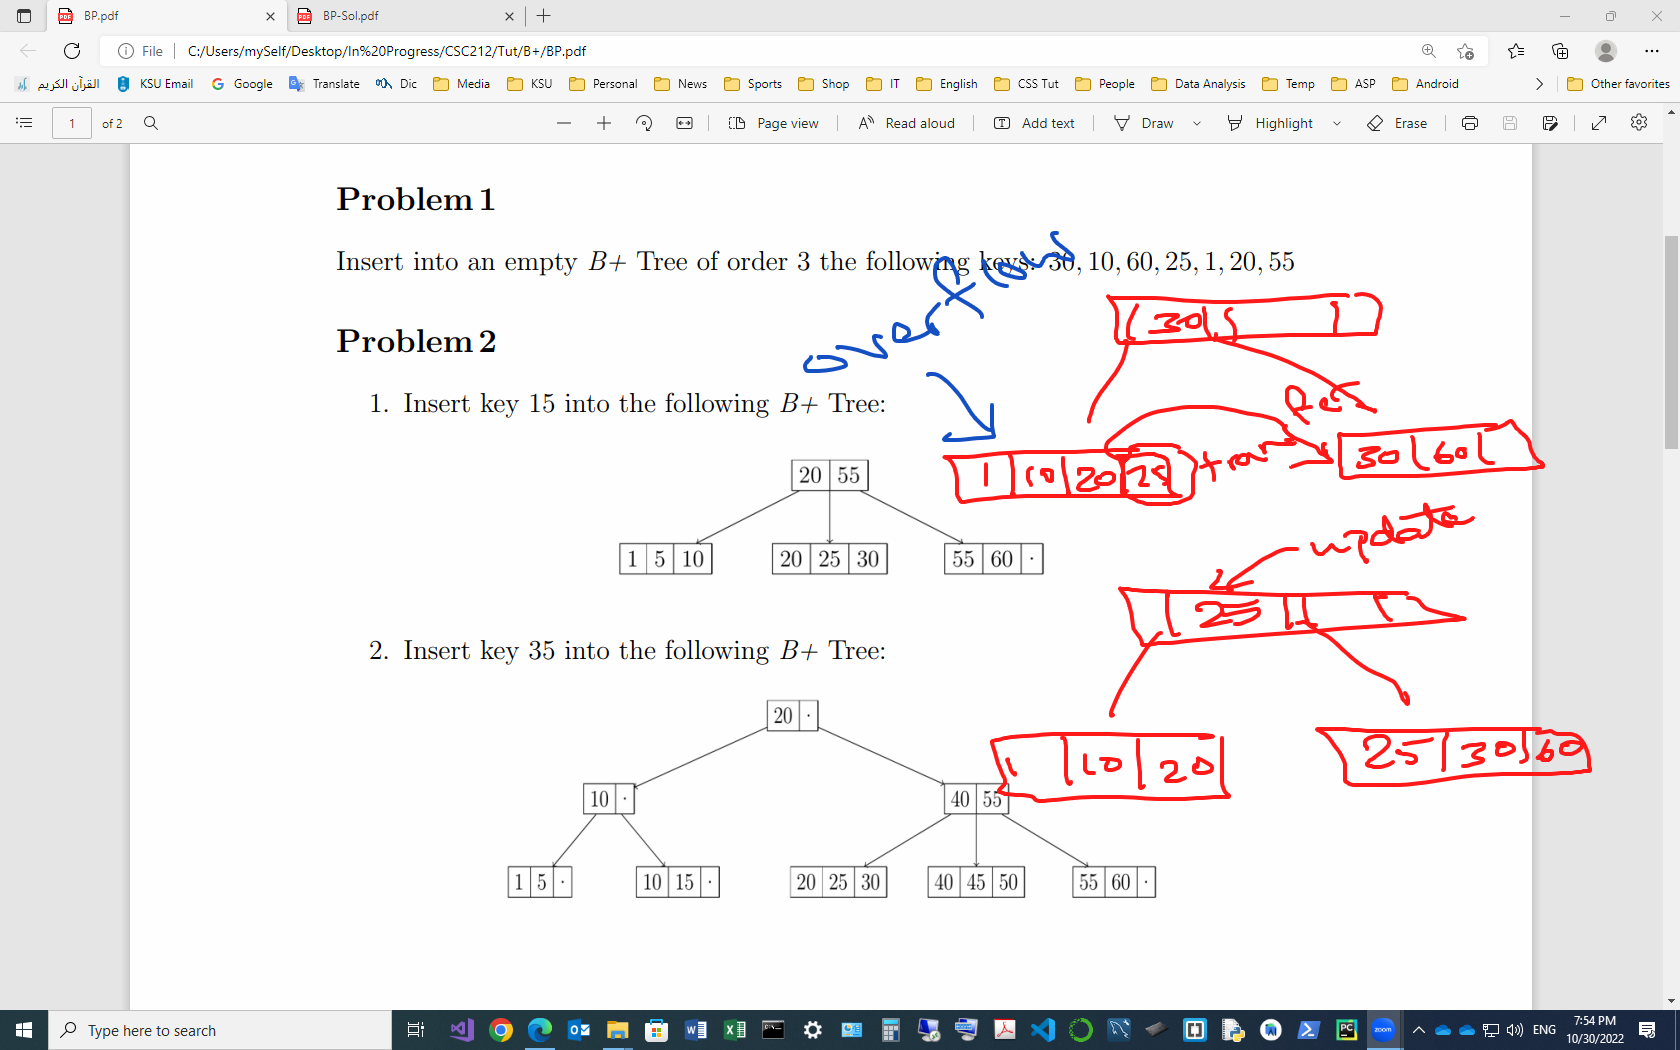 BP.pdf
BP-Sol.pdf
File C:/Users/mySelf/Desktop/In%20Progress/CSC212/Tut/B+/BP.pdf
القرآن الكريم KSU Email Google Translate Dic Media KSU Personal News Sports Shop IT English CSS Tut People Data Analysis Temp ASP Android Other favorites
1 of 2 Page view Read aloud Add text Draw Highlight Erase
Problem 1
Insert into an empty B+ Tree of order 3 the following keys: 30, 10, 60, 25, 1, 20, 55
overflow
30
Problem 2
1. Insert key 15 into the following B+ Tree:
1 10 20 25
30 60
20 55
1 5 10 20 25 30 55 60 ·
update
25
2. Insert key 35 into the following B+ Tree:
20 ·
1 10 20
25 30 60
10 · 40 55
1 5 · 10 15 · 20 25 30 40 45 50 55 60 ·
Type here to search
ENG
7:54 PM
10/30/2022